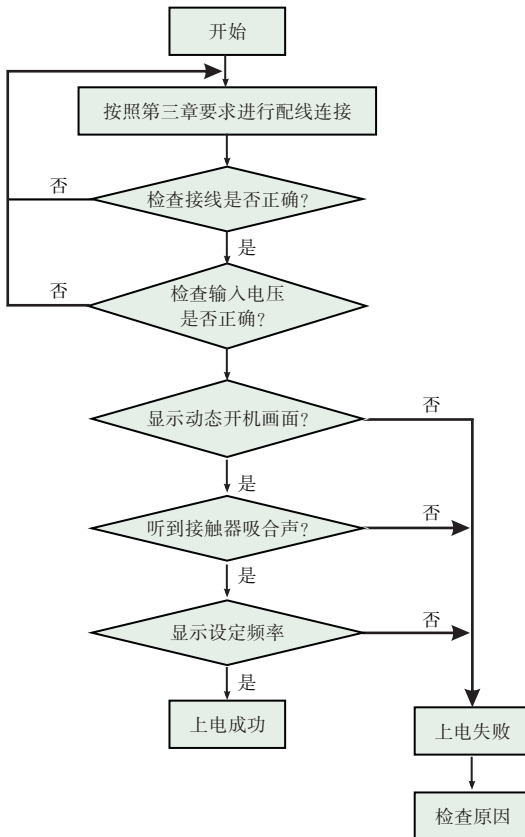 开始
按照第三章要求进行配线连接
否
检查接线是否正确?
是
否
检查输入电压
是否正确?
显示动态开机画面?
否
是
听到接触器吸合声?
否
是
显示设定频率
否
是
上电成功
上电失败
检查原因